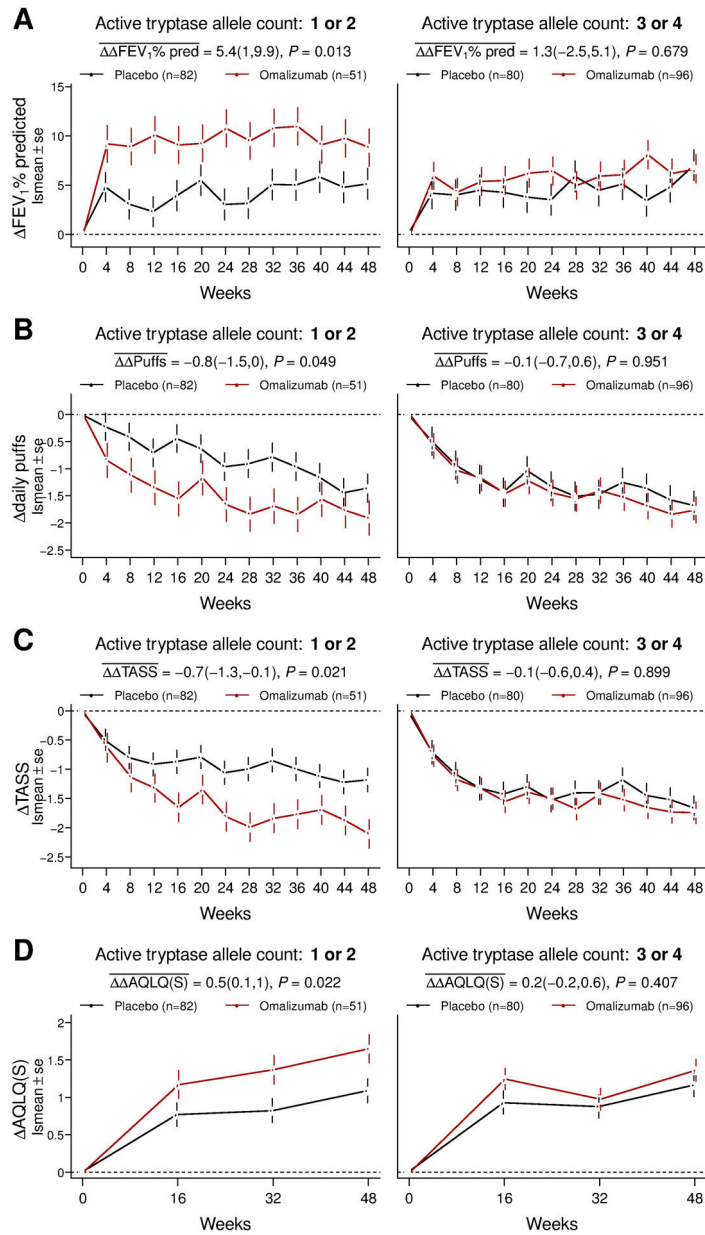 A
Active tryptase allele count: 1 or 2
ΔΔFEV₁% pred = 5.4(1,9.9), P = 0.013
Placebo (n=82) Omalizumab (n=51)
15
10
5
0
ΔFEV₁% predicted
lsmean ± se
0 4 8 12 16 20 24 28 32 36 40 44 48
Weeks
Active tryptase allele count: 3 or 4
ΔΔFEV₁% pred = 1.3(−2.5,5.1), P = 0.679
Placebo (n=80) Omalizumab (n=96)
0 4 8 12 16 20 24 28 32 36 40 44 48
Weeks
B
Active tryptase allele count: 1 or 2
ΔΔPuffs = −0.8(−1.5,0), P = 0.049
Placebo (n=82) Omalizumab (n=51)
0
−0.5
−1
−1.5
−2
−2.5
Δdaily puffs
lsmean ± se
0 4 8 12 16 20 24 28 32 36 40 44 48
Weeks
Active tryptase allele count: 3 or 4
ΔΔPuffs = −0.1(−0.7,0.6), P = 0.951
Placebo (n=80) Omalizumab (n=96)
0 4 8 12 16 20 24 28 32 36 40 44 48
Weeks
C
Active tryptase allele count: 1 or 2
ΔΔTASS = −0.7(−1.3,−0.1), P = 0.021
Placebo (n=82) Omalizumab (n=51)
0
−0.5
−1
−1.5
−2
−2.5
ΔTASS
lsmean ± se
0 4 8 12 16 20 24 28 32 36 40 44 48
Weeks
Active tryptase allele count: 3 or 4
ΔΔTASS = −0.1(−0.6,0.4), P = 0.899
Placebo (n=80) Omalizumab (n=96)
0 4 8 12 16 20 24 28 32 36 40 44 48
Weeks
D
Active tryptase allele count: 1 or 2
ΔΔAQLQ(S) = 0.5(0.1,1), P = 0.022
Placebo (n=82) Omalizumab (n=51)
2
1.5
1
0.5
0
ΔAQLQ(S)
lsmean ± se
0 16 32 48
Weeks
Active tryptase allele count: 3 or 4
ΔΔAQLQ(S) = 0.2(−0.2,0.6), P = 0.407
Placebo (n=80) Omalizumab (n=96)
0 16 32 48
Weeks